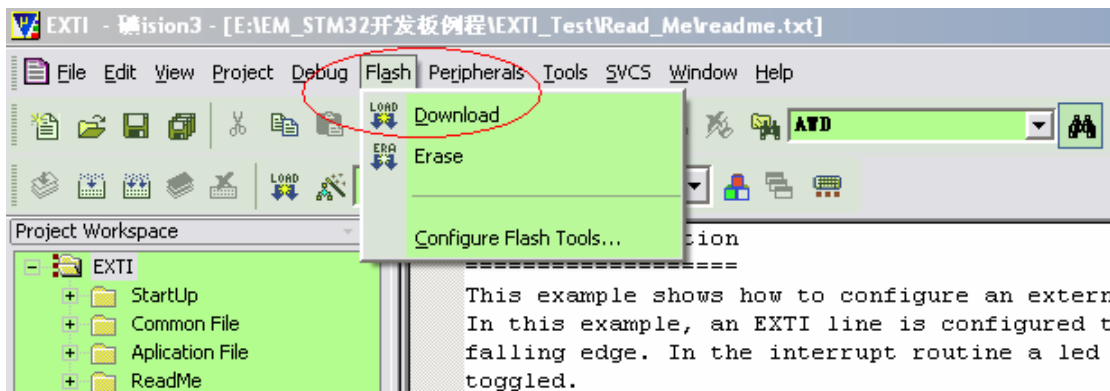 EXTI - 礦ision3 - [E:\EM_STM32开发板例程\EXTI_Test\Read_Me\readme.txt]
File Edit View Project Debug Flash Peripherals Tools SVCS Window Help
LOAD Download
AWD
ERA Erase
LOAD
Configure Flash Tools...
Project Workspace
EXTI
StartUp
Common File
Aplication File
ReadMe
tion
===================
This example shows how to configure an extern
In this example, an EXTI line is configured t
falling edge. In the interrupt routine a led
toggled.